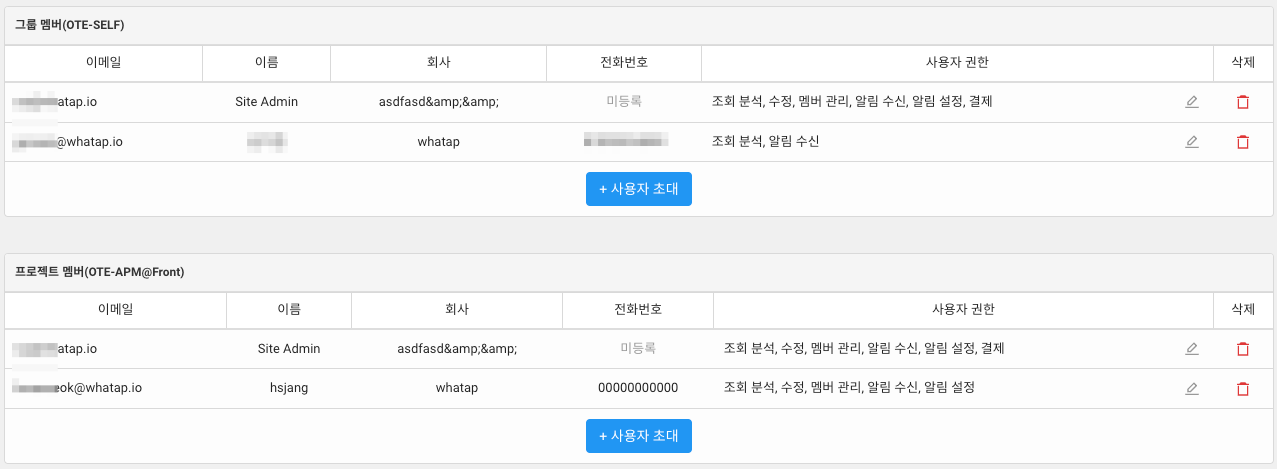 그룹 멤버(OTE-SELF)
이메일 이름 회사 전화번호 사용자 권한 삭제
atap.io Site Admin asdfasd&amp;amp;&amp;amp; 미등록 조회 분석, 수정, 멤버 관리, 알림 수신, 알림 설정, 결제
@whatap.io whatap 조회 분석, 알림 수신
+ 사용자 초대
프로젝트 멤버(OTE-APM@Front)
이메일 이름 회사 전화번호 사용자 권한 삭제
atap.io Site Admin asdfasd&amp;amp;&amp;amp; 미등록 조회 분석, 수정, 멤버 관리, 알림 수신, 알림 설정, 결제
ok@whatap.io hsjang whatap 00000000000 조회 분석, 수정, 멤버 관리, 알림 수신, 알림 설정
+ 사용자 초대